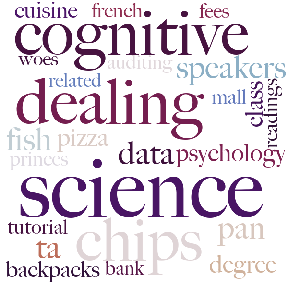 cuisine french fees
cognitive
woes auditing speakers
related
dealing mall class readings
fish pizza
princes data psychology
science
tutorial chips pan
ta degree
backpacks bank